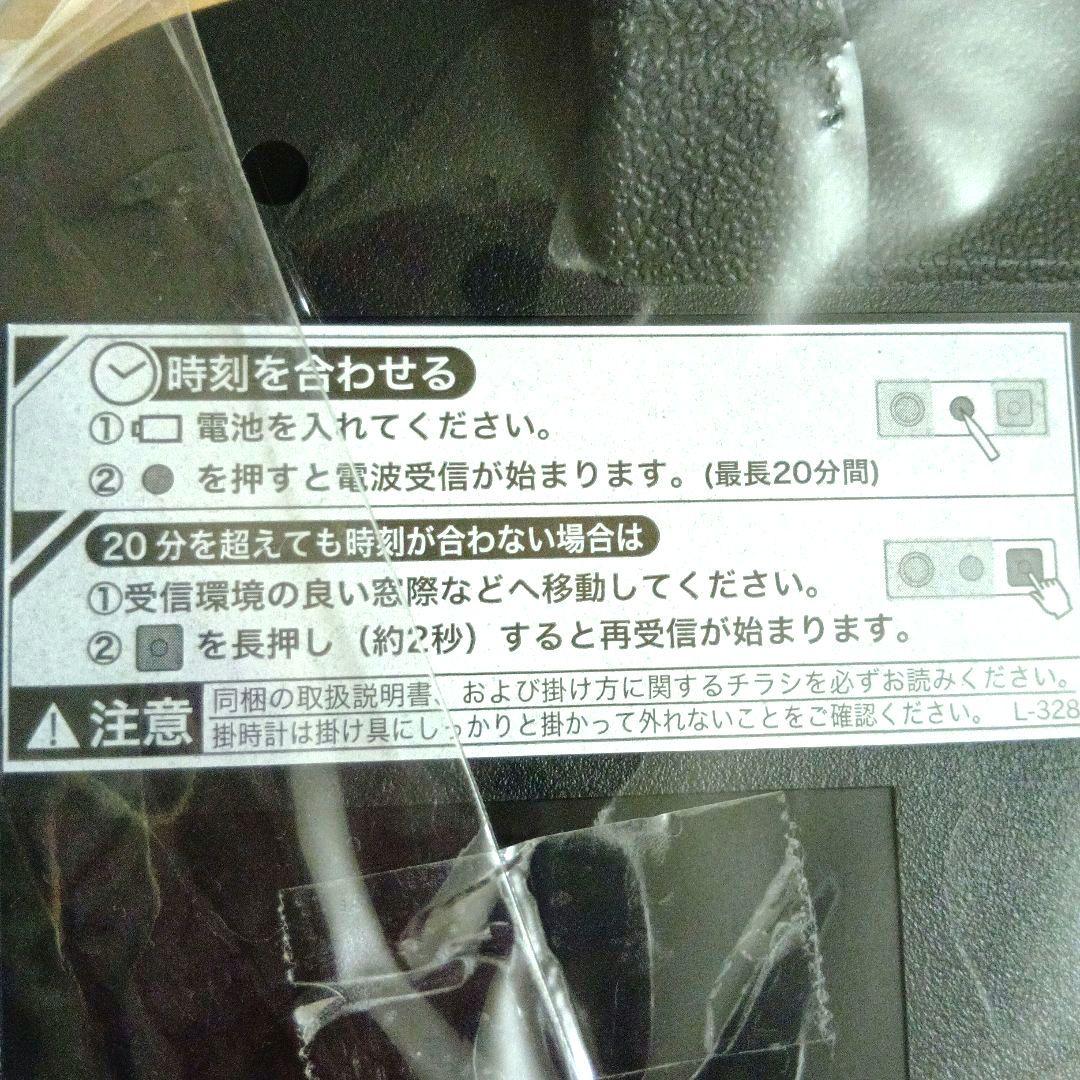 時刻を合わせる
① 電池を入れてください。
② ● を押すと電波受信が始まります。(最長20分間)
20分を超えても時刻が合わない場合は
①受信環境の良い窓際などへ移動してください。
② を長押し（約2秒）すると再受信が始まります。
注意
同梱の取扱説明書、および掛け方に関するチラシを必ずお読みください。
掛時計は掛け具にしっかりと掛かって外れないことをご確認ください。 L-328